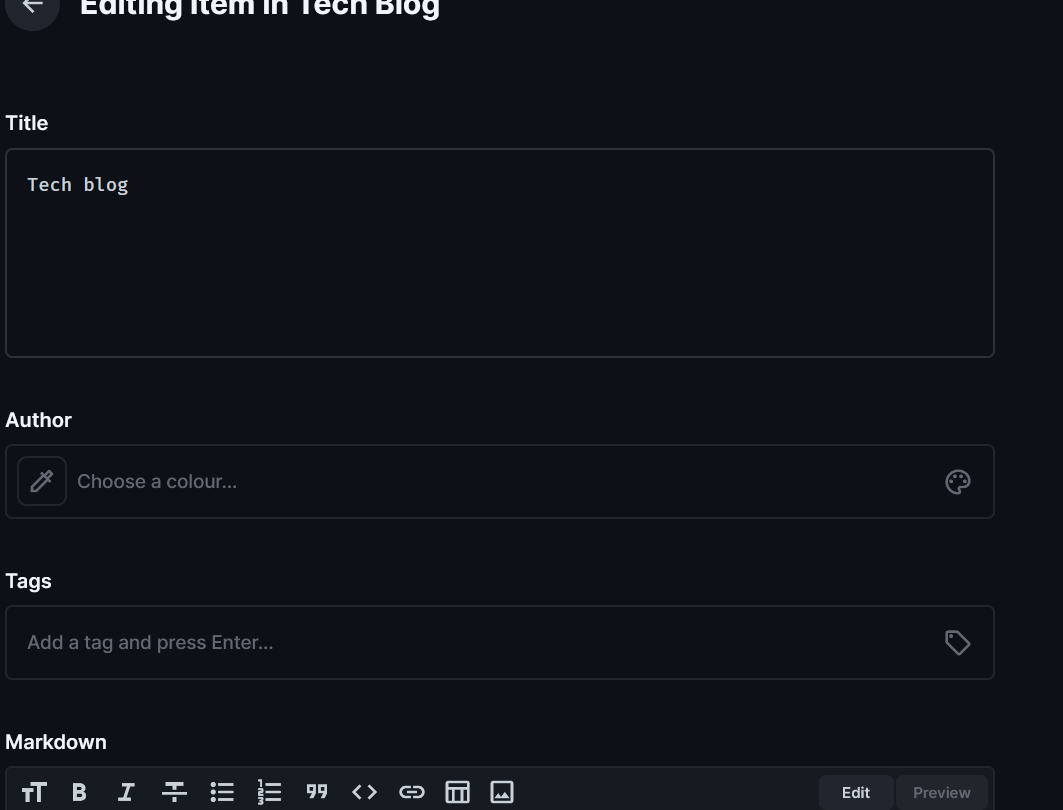 Editing Item in Tech Blog
Title
Tech blog
Author
Choose a colour...
Tags
Add a tag and press Enter...
Markdown
Edit Preview